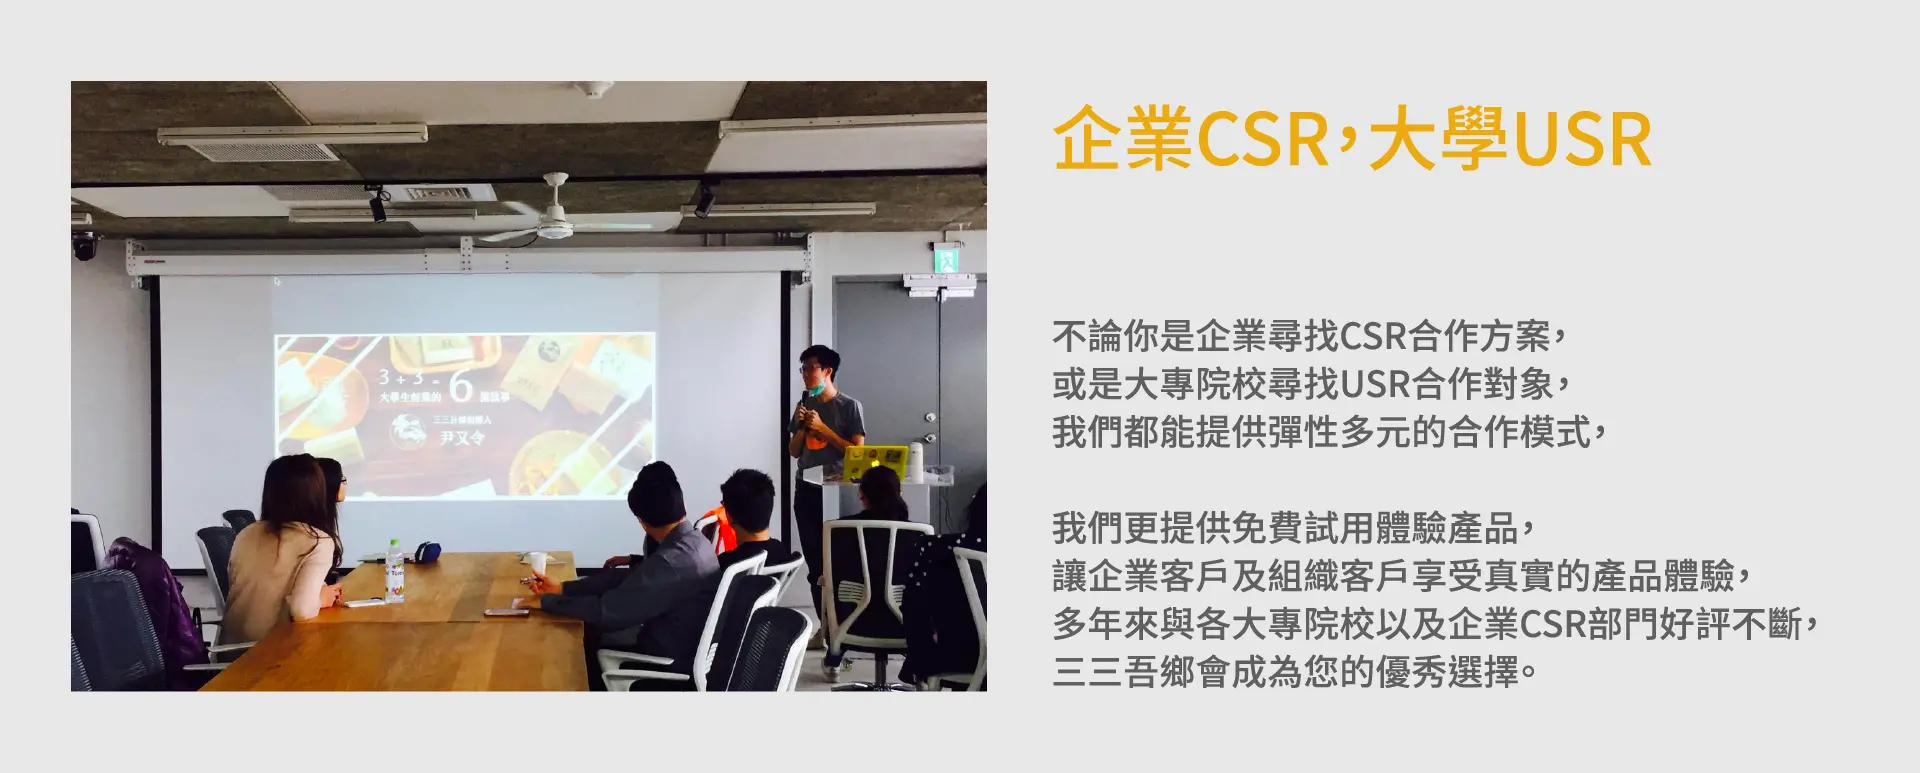 企業CSR，大學USR
不論你是企業尋找CSR合作方案，
或是大專院校尋找USR合作對象，
我們都能提供彈性多元的合作模式，
我們更提供免費試用體驗產品，
讓企業客戶及組織客戶享受真實的產品體驗，
多年來與各大專院校以及企業CSR部門好評不斷，
三三吾鄉會成為您的優秀選擇。
3 + 3 = 6
大學生創業的
尹又令